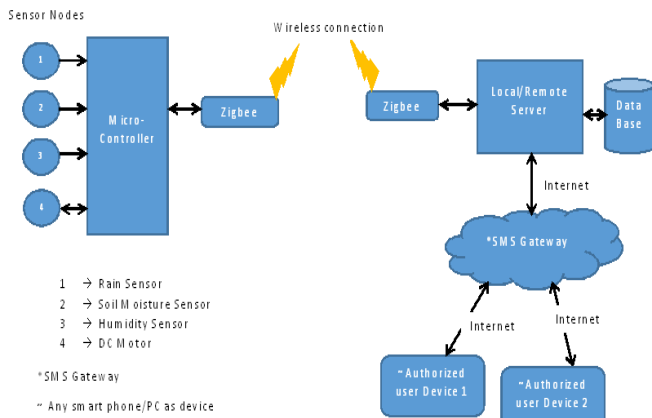 Sensor Nodes
Wireless connection
1
2
3
4
Micro-
Controller
Zigbee
Zigbee
Local/Remote
Server
Data
Base
Internet
*SMS Gateway
Internet
Internet
~ Authorized
user Device 1
~ Authorized
user Device 2
1 → Rain Sensor
2 → Soil Moisture Sensor
3 → Humidity Sensor
4 → DC Motor
*SMS Gateway
~ Any smart phone/PC as device